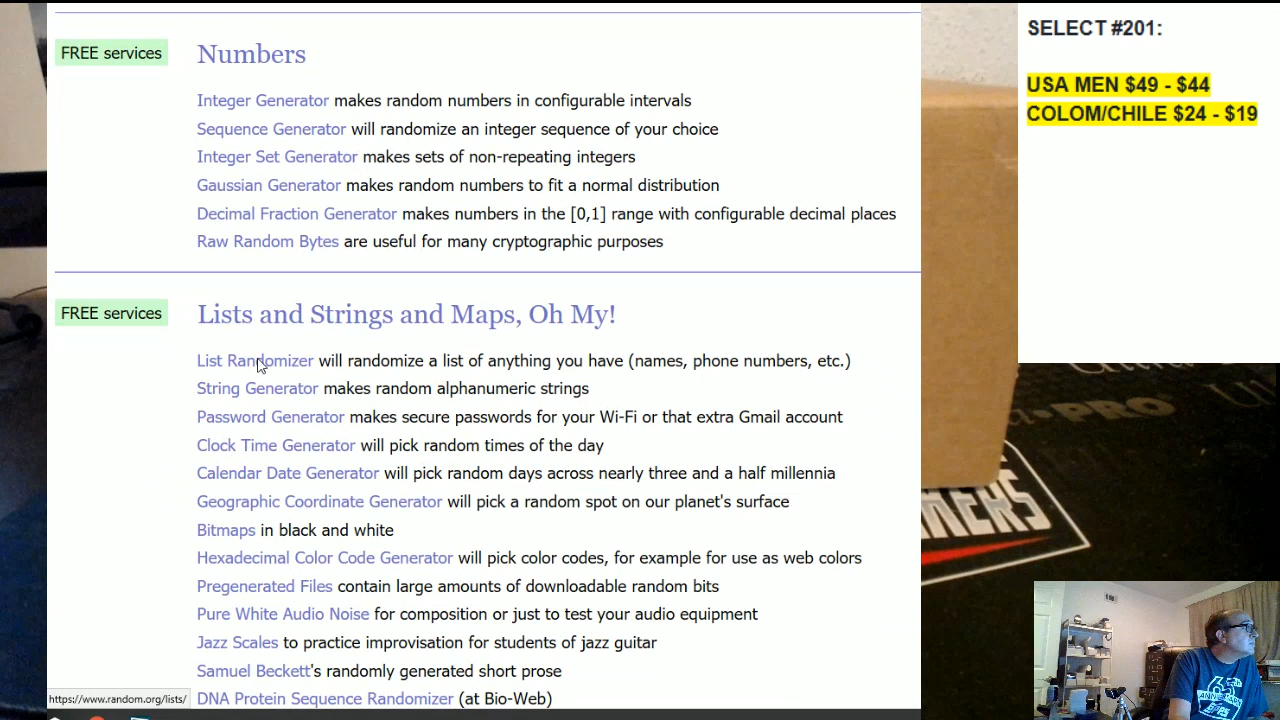 FREE services
Numbers
Integer Generator makes random numbers in configurable intervals
Sequence Generator will randomize an integer sequence of your choice
Integer Set Generator makes sets of non-repeating integers
Gaussian Generator makes random numbers to fit a normal distribution
Decimal Fraction Generator makes numbers in the [0,1] range with configurable decimal places
Raw Random Bytes are useful for many cryptographic purposes
FREE services
Lists and Strings and Maps, Oh My!
List Randomizer will randomize a list of anything you have (names, phone numbers, etc.)
String Generator makes random alphanumeric strings
Password Generator makes secure passwords for your Wi-Fi or that extra Gmail account
Clock Time Generator will pick random times of the day
Calendar Date Generator will pick random days across nearly three and a half millennia
Geographic Coordinate Generator will pick a random spot on our planet's surface
Bitmaps in black and white
Hexadecimal Color Code Generator will pick color codes, for example for use as web colors
Pregenerated Files contain large amounts of downloadable random bits
Pure White Audio Noise for composition or just to test your audio equipment
Jazz Scales to practice improvisation for students of jazz guitar
Samuel Beckett's randomly generated short prose
DNA Protein Sequence Randomizer (at Bio-Web)
https://www.random.org/lists/
SELECT #201:
USA MEN $49 - $44
COLOM/CHILE $24 - $19
PRO